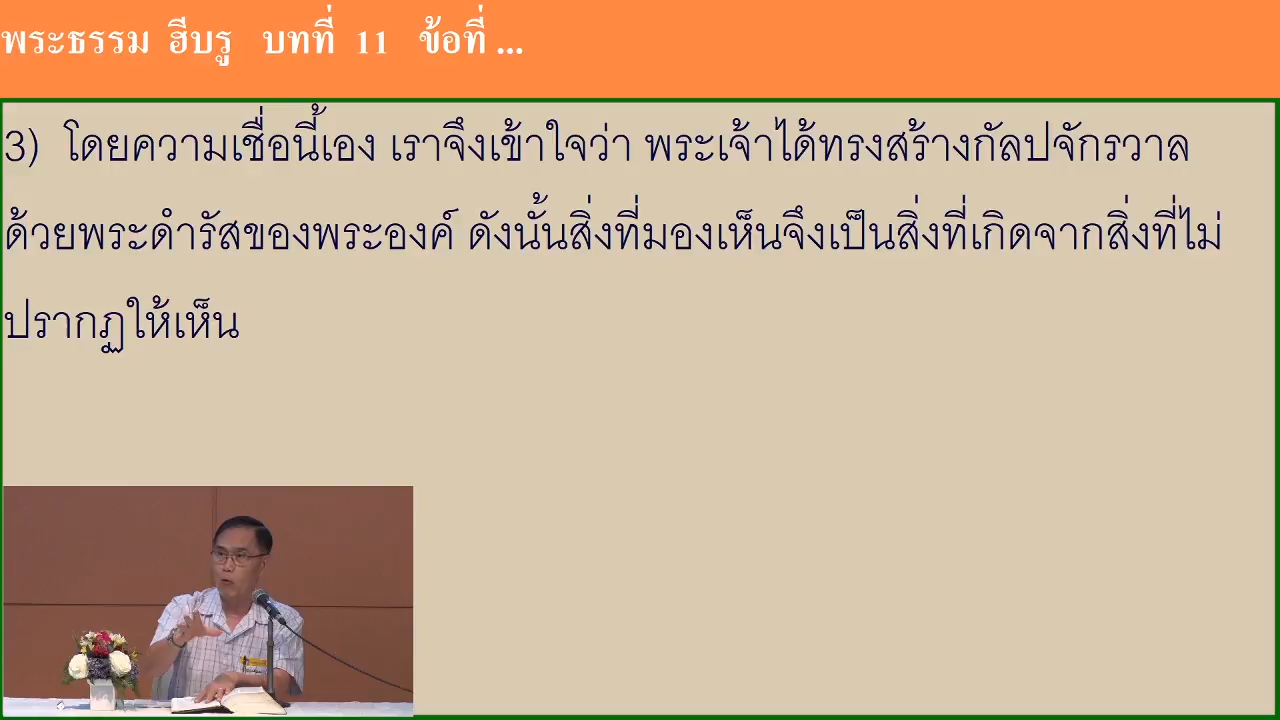 พระธรรม ฮีบรู บทที่ 11 ข้อที่ ...
3) โดยความเชื่อนี้เอง เราจึงเข้าใจว่า พระเจ้าได้ทรงสร้างกัลปจักรวาล
ด้วยพระดำรัสของพระองค์ ดังนั้นสิ่งที่มองเห็นจึงเป็นสิ่งที่เกิดจากสิ่งที่ไม่
ปรากฏให้เห็น